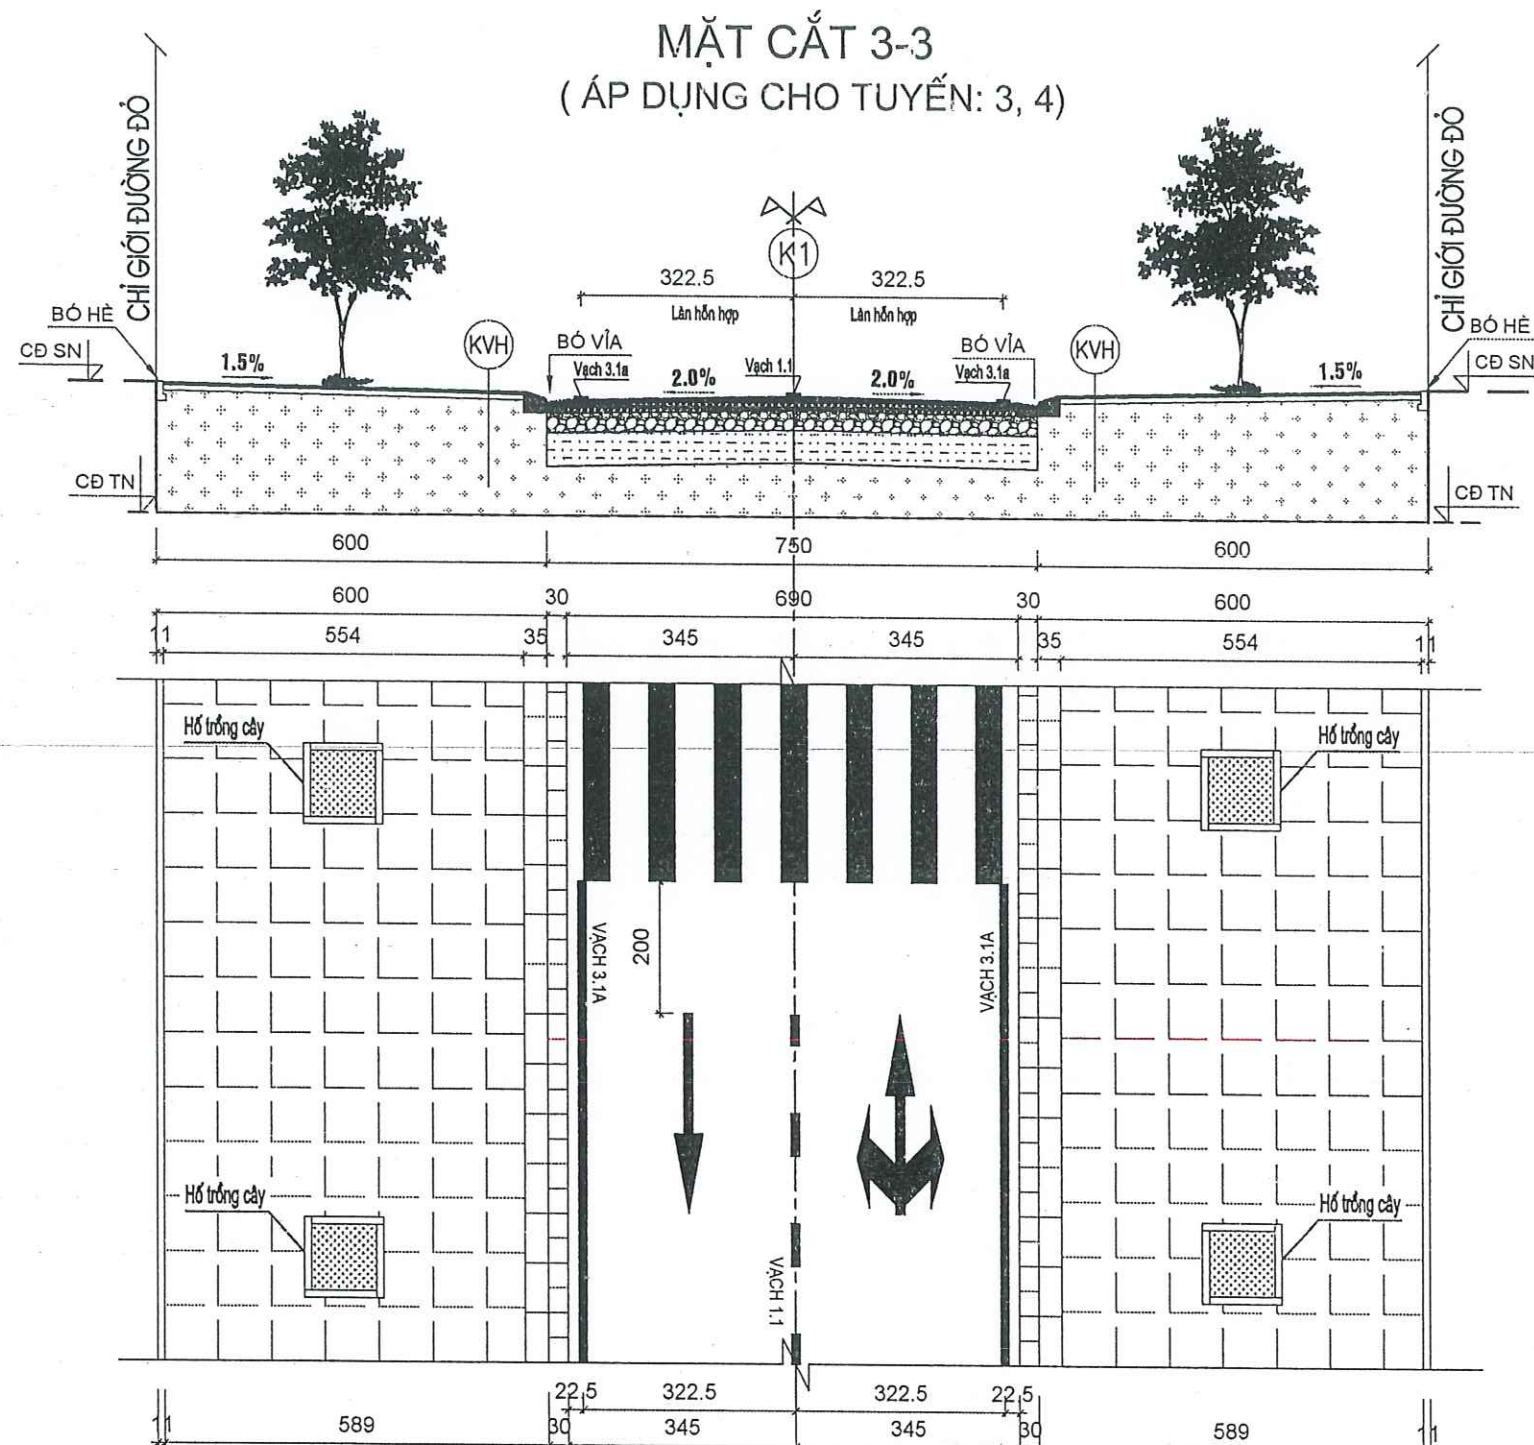 MẶT CẮT 3-3
( ÁP DỤNG CHO TUYẾN: 3, 4)
CHỈ GIỚI ĐƯỜNG ĐỎ
CHỈ GIỚI ĐƯỜNG ĐỎ
K1
322.5
322.5
Làn hỗn hợp
Làn hỗn hợp
BÓ HÈ
KVH
BÓ VỈA
BÓ VỈA
KVH
BÓ HÈ
CĐ SN
1.5%
Vạch 3.1a
2.0%
Vạch 1.1
2.0%
Vạch 3.1a
1.5%
CĐ SN
CĐ TN
CĐ TN
600
750
600
600
30
690
30
600
11
554
35
345
345
35
554
11
Hố trồng cây
Hố trồng cây
VẠCH 3.1A
200
VẠCH 3.1A
Hố trồng cây
Hố trồng cây
VẠCH 1.1
22.5
322.5
322.5
22.5
11
589
30
345
345
30
589
11